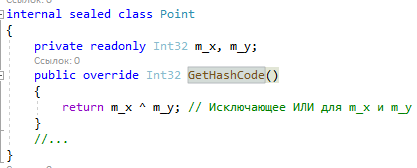 Ссылок: 0
internal sealed class Point
{
private readonly Int32 m_x, m_y;
Ссылок: 0
public override Int32 GetHashCode()
{
return m_x ^ m_y; // Исключающее ИЛИ для m_x и m_y
}
//...
}